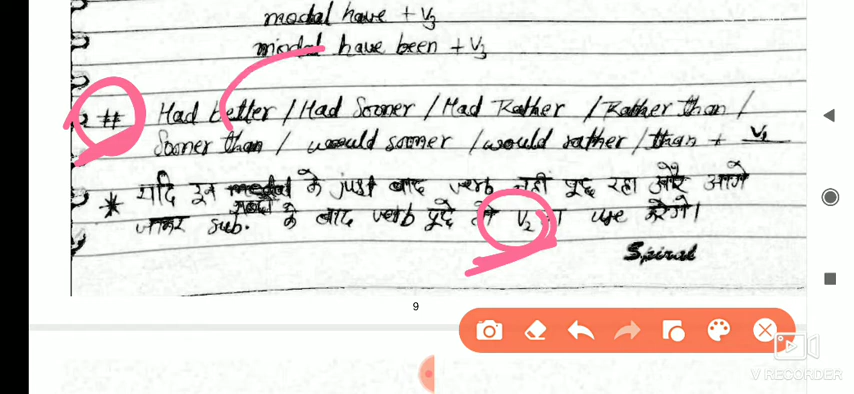 modal have + V3
modal have been + V3
2 # Had better / Had Sooner / Had Rather / Rather than /
Sooner than / would sooner / would rather / than + V1
* यदि इन modal के just बाद verb नहीं पूछ रहा और आगे
जाकर sub. के बाद verb पूछे तो V2 का use करेंगे।
Spiral
9
V RECORDER